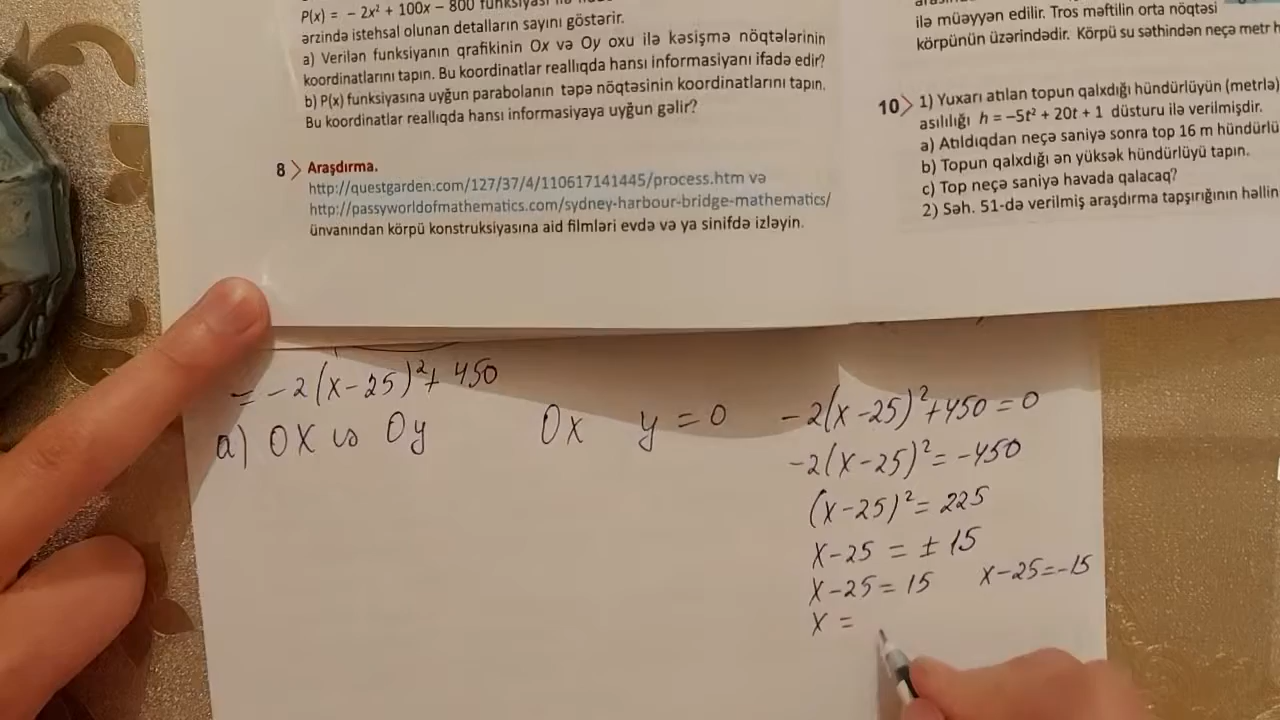 P(x) = – 2x² + 100x – 800 funksiyası ilə
ərzində istehsal olunan detalların sayını göstərir.
a) Verilən funksiyanın qrafikinin Ox və Oy oxu ilə kəsişmə nöqtələrinin
koordinatlarını tapın. Bu koordinatlar reallıqda hansı informasiyanı ifadə edir?
b) P(x) funksiyasına uyğun parabolanın təpə nöqtəsinin koordinatlarını tapın.
Bu koordinatlar reallıqda hansı informasiyaya uyğun gəlir?
8 > Araşdırma.
http://questgarden.com/127/37/4/110617141445/process.htm və
http://passyworldofmathematics.com/sydney-harbour-bridge-mathematics/
ünvanından körpü konstruksiyasına aid filmləri evdə və ya sinifdə izləyin.
ilə müəyyən edilir. Tros məftilin orta nöqtəsi
körpünün üzərindədir. Körpü su səthindən neçə metr h
10 > 1) Yuxarı atılan topun qalxdığı hündürlüyün (metrlə)
asılılığı h = –5t² + 20t + 1 düsturu ilə verilmişdir.
a) Atıldıqdan neçə saniyə sonra top 16 m hündürlü
b) Topun qalxdığı ən yüksək hündürlüyü tapın.
c) Top neçə saniyə havada qalacaq?
2) Səh. 51-də verilmiş araşdırma tapşırığının həllin
= -2(x-25)²+ 450
a) OX və Oy Ox y = 0
-2(x-25)²+450 = 0
-2(x-25)² = -450
(x-25)² = 225
x-25 = ± 15
x-25 = 15 x-25=-15
x =